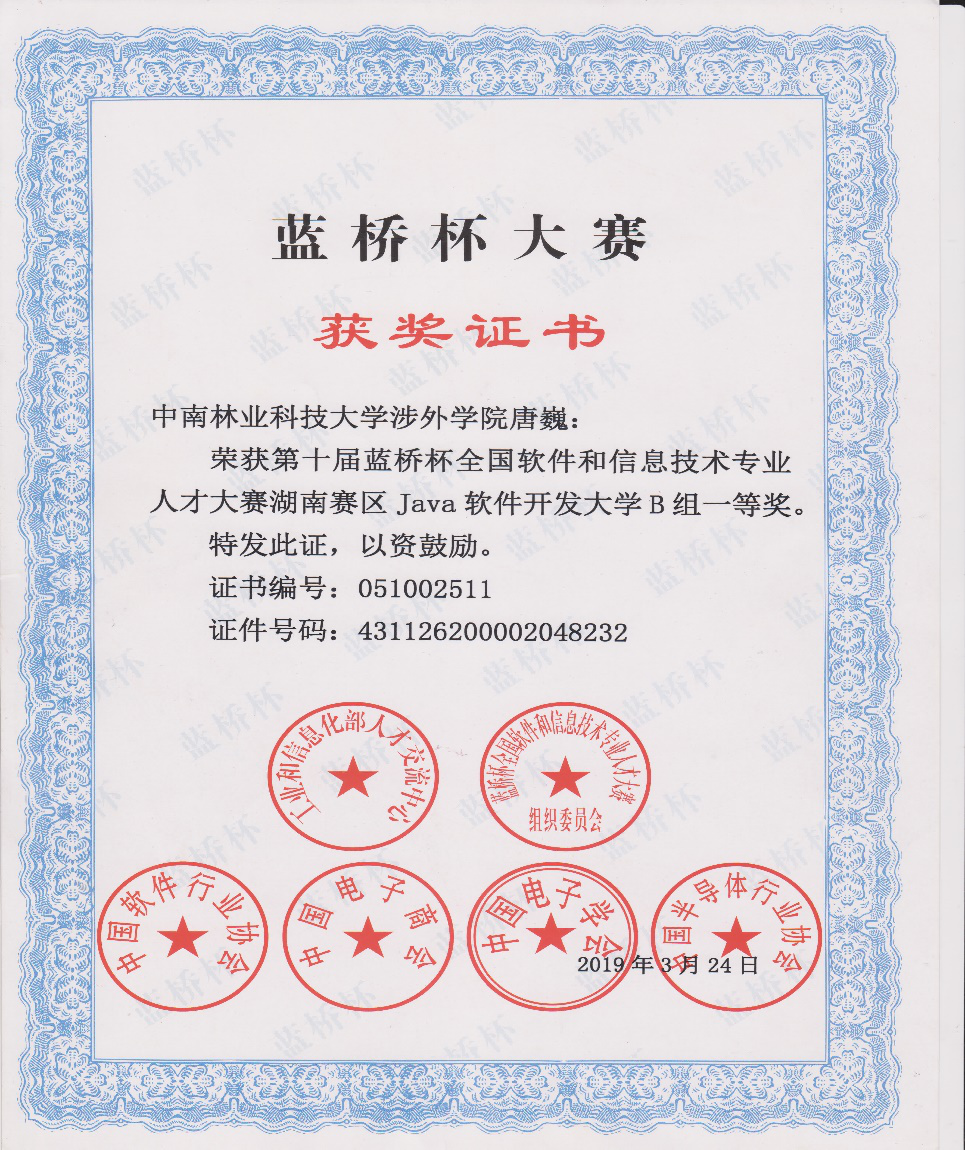 蓝桥杯大赛
获奖证书
中南林业科技大学涉外学院唐巍：
荣获第十届蓝桥杯全国软件和信息技术专业
人才大赛湖南赛区 Java 软件开发大学 B 组一等奖。
特发此证，以资鼓励。
证书编号：051002511
证件号码：431126200002048232
工业和信息化部人才交流中心
蓝桥杯全国软件和信息技术专业人才大赛
组织委员会
中国软件行业协会
中国电子商会
中国电子学会
中国半导体行业协会
2019 年 3 月 24 日